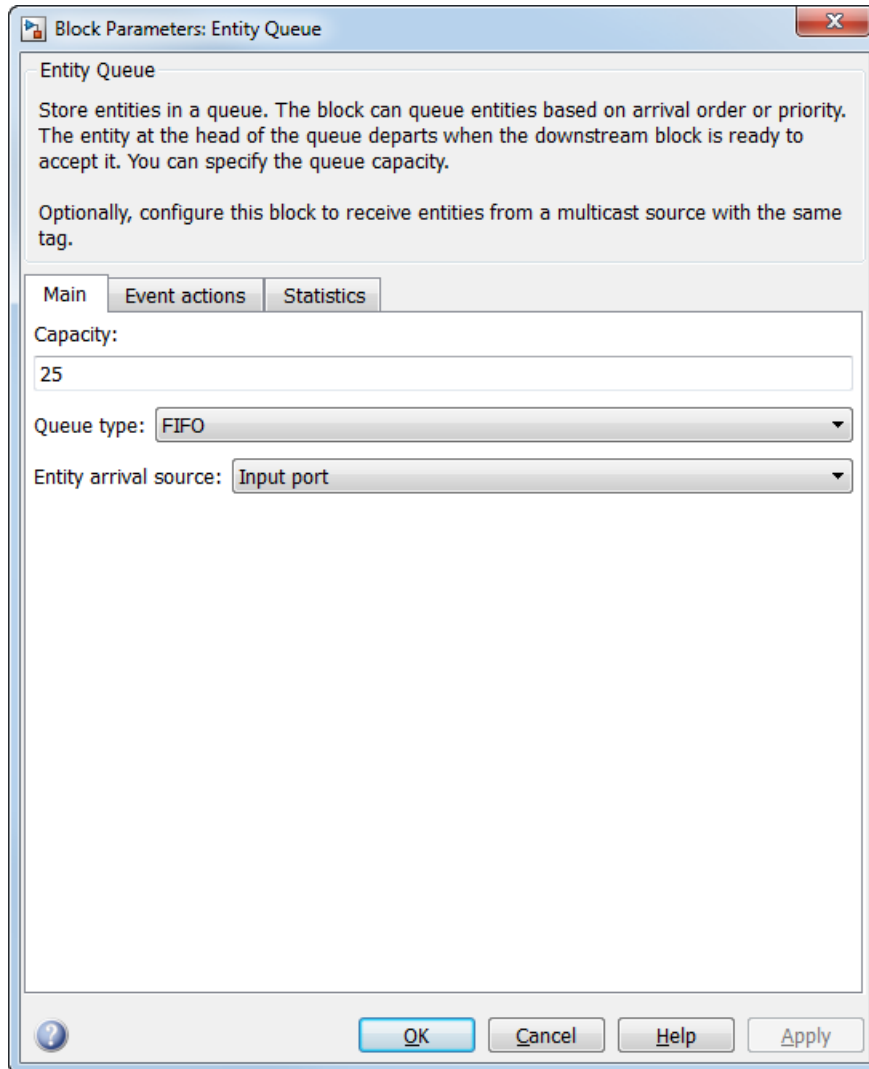 Block Parameters: Entity Queue
Entity Queue
Store entities in a queue. The block can queue entities based on arrival order or priority.
The entity at the head of the queue departs when the downstream block is ready to
accept it. You can specify the queue capacity.
Optionally, configure this block to receive entities from a multicast source with the same
tag.
Main Event actions Statistics
Capacity:
25
Queue type: FIFO
Entity arrival source: Input port
? OK Cancel Help Apply